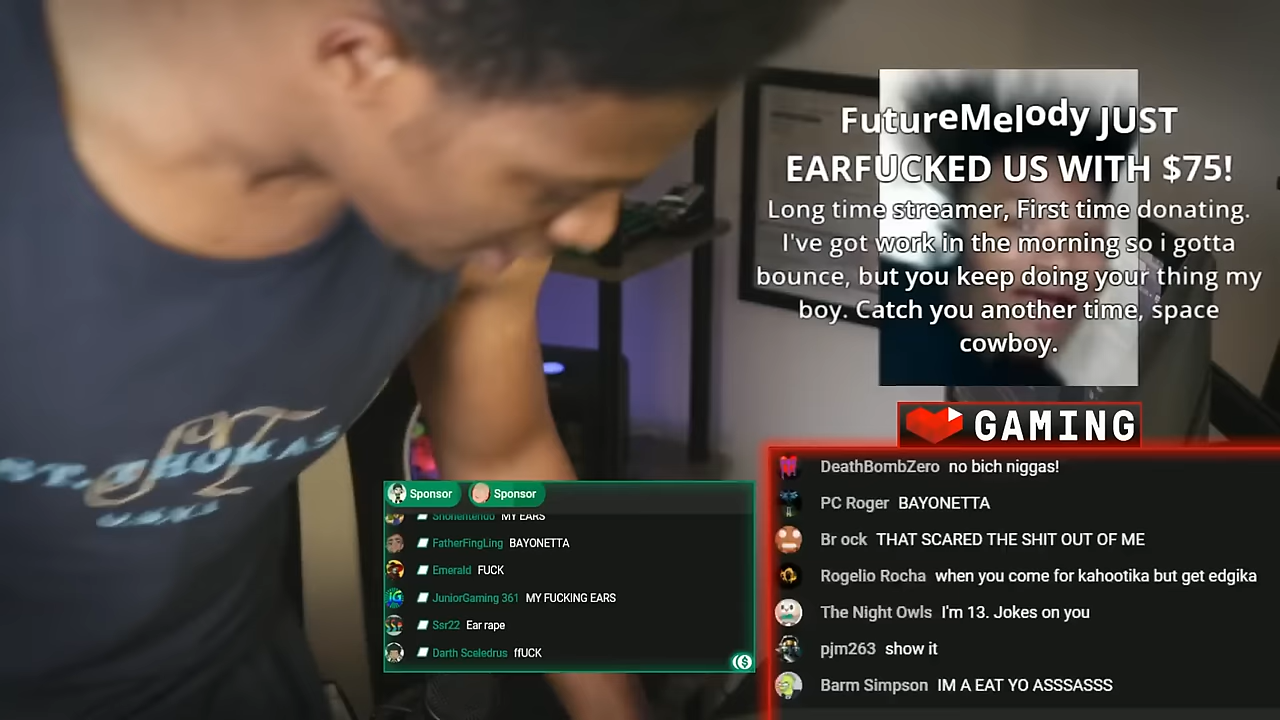 FutureMelody JUST
EARFUCKED US WITH $75!
Long time streamer, First time donating.
I've got work in the morning so i gotta
bounce, but you keep doing your thing my
boy. Catch you another time, space
cowboy.
GAMING
ST. THOMAS
U.S.V.I
Sponsor Sponsor
Shonentendo MY EARS
FatherFingLing BAYONETTA
Emerald FUCK
JuniorGaming 361 MY FUCKING EARS
Ssr22 Ear rape
Darth Sceledrus ffUCK
DeathBombZero no bich niggas!
PC Roger BAYONETTA
Br ock THAT SCARED THE SHIT OUT OF ME
Rogelio Rocha when you come for kahootika but get edgika
The Night Owls I'm 13. Jokes on you
pjm263 show it
Barm Simpson IM A EAT YO ASSSASSS